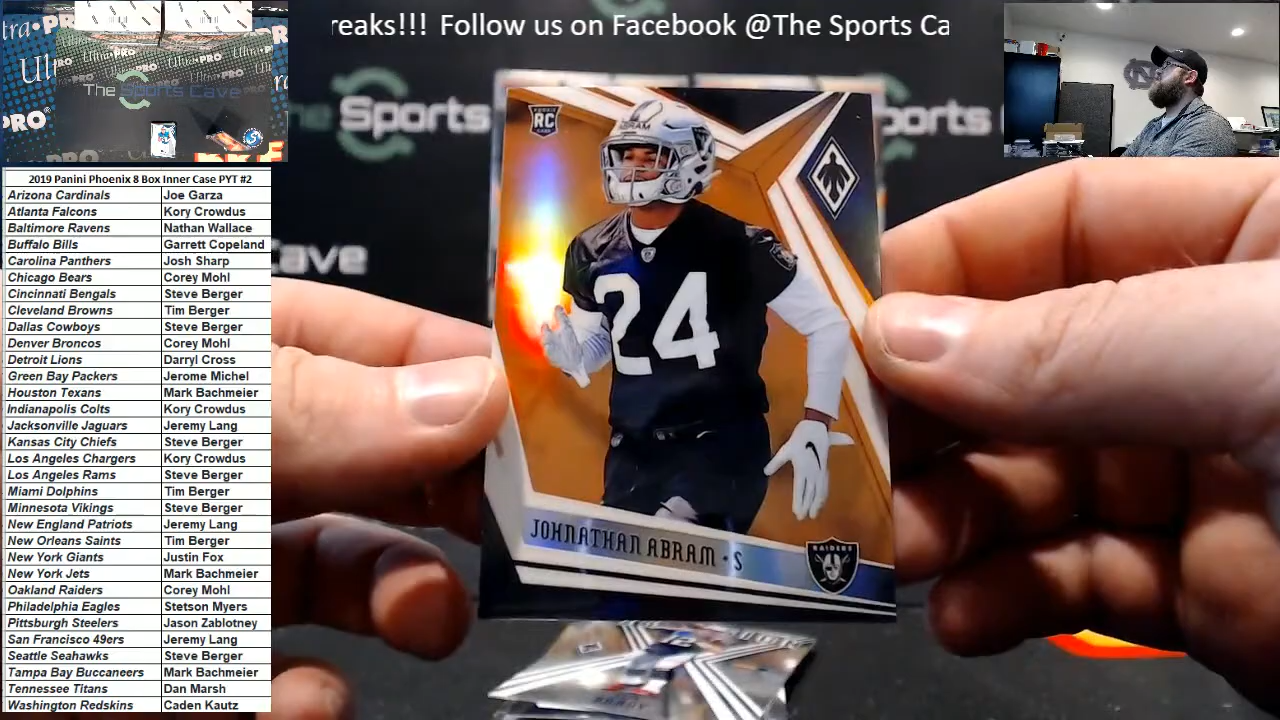 reaks!!! Follow us on Facebook @The Sports Ca
The Sports Cave
2019 Panini Phoenix 8 Box Inner Case PYT #2
Arizona Cardinals Joe Garza
Atlanta Falcons Kory Crowdus
Baltimore Ravens Nathan Wallace
Buffalo Bills Garrett Copeland
Carolina Panthers Josh Sharp
Chicago Bears Corey Mohl
Cincinnati Bengals Steve Berger
Cleveland Browns Tim Berger
Dallas Cowboys Steve Berger
Denver Broncos Corey Mohl
Detroit Lions Darryl Cross
Green Bay Packers Jerome Michel
Houston Texans Mark Bachmeier
Indianapolis Colts Kory Crowdus
Jacksonville Jaguars Jeremy Lang
Kansas City Chiefs Steve Berger
Los Angeles Chargers Kory Crowdus
Los Angeles Rams Steve Berger
Miami Dolphins Tim Berger
Minnesota Vikings Steve Berger
New England Patriots Jeremy Lang
New Orleans Saints Tim Berger
New York Giants Justin Fox
New York Jets Mark Bachmeier
Oakland Raiders Corey Mohl
Philadelphia Eagles Stetson Myers
Pittsburgh Steelers Jason Zablotney
San Francisco 49ers Jeremy Lang
Seattle Seahawks Steve Berger
Tampa Bay Buccaneers Mark Bachmeier
Tennessee Titans Dan Marsh
Washington Redskins Caden Kautz
Sports
Cave
RC
24
JOHNATHAN ABRAM • S
RAIDERS